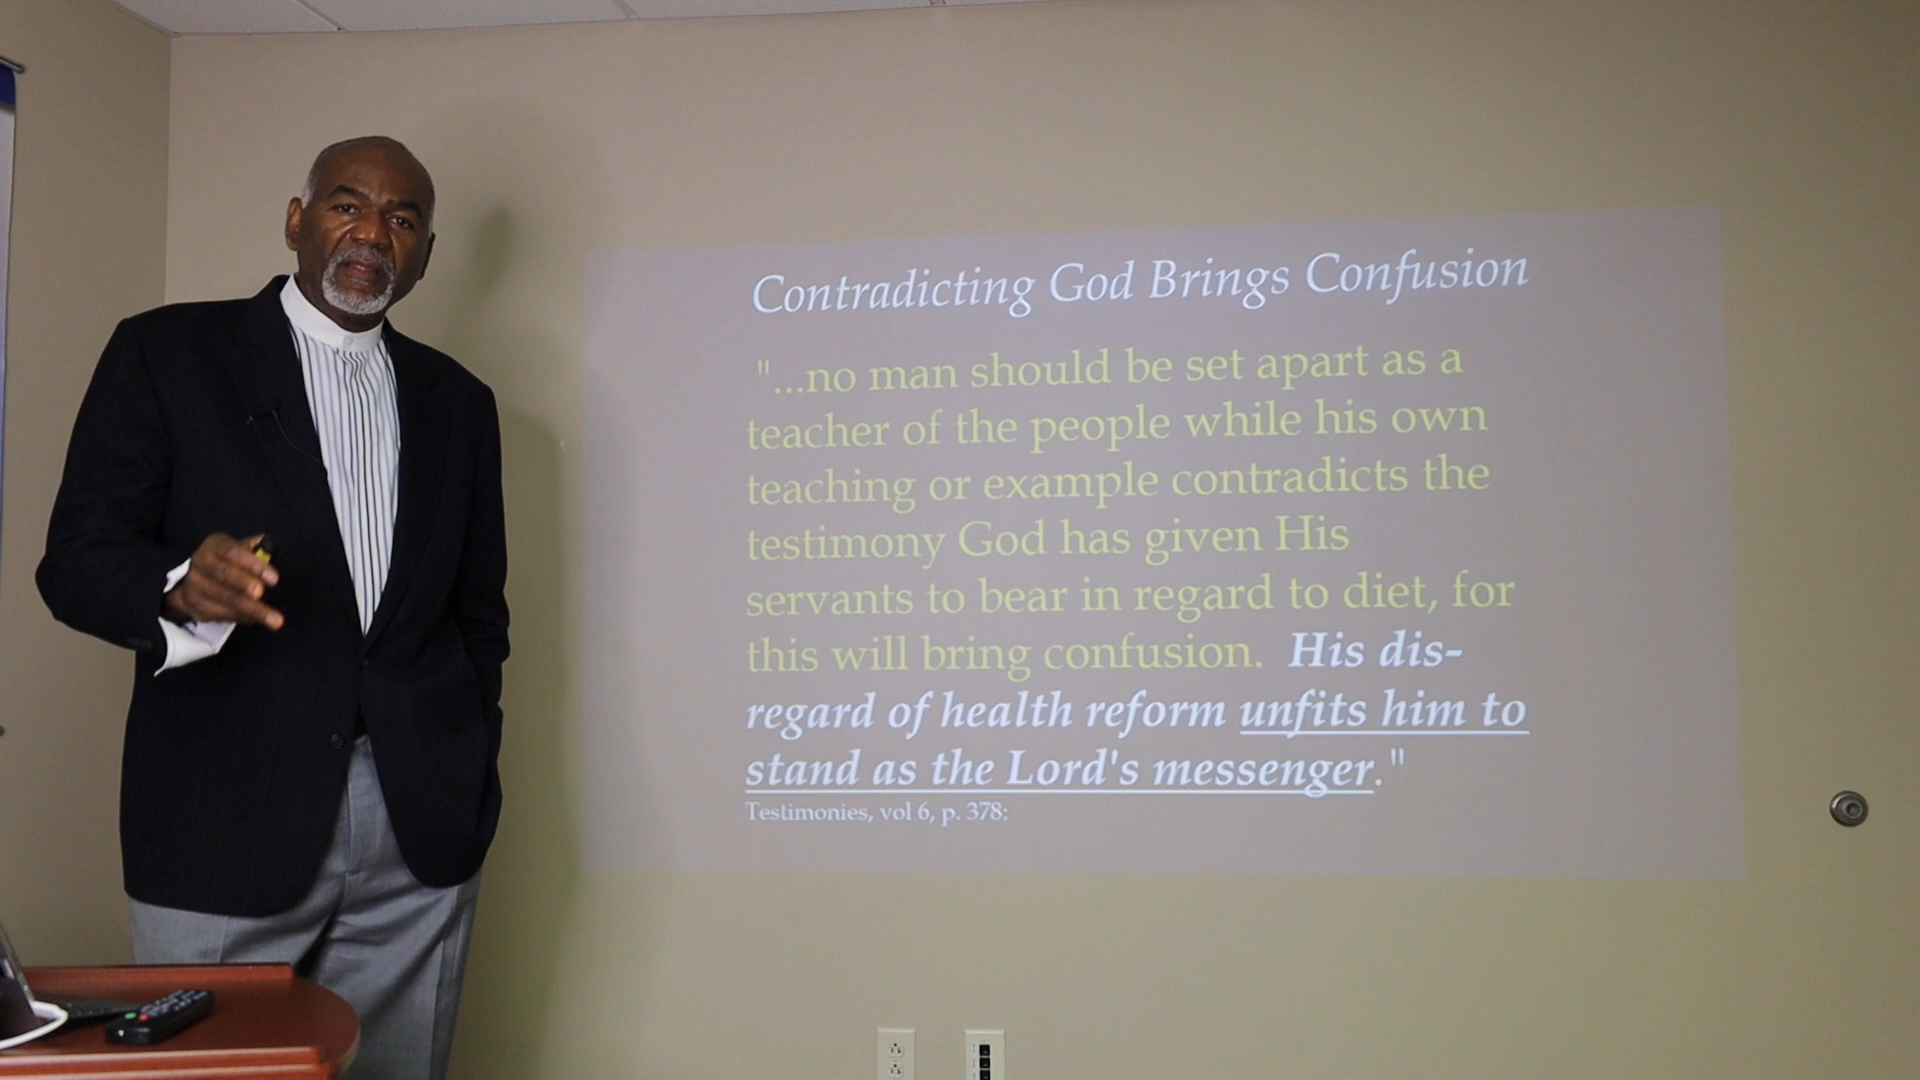 Contradicting God Brings Confusion
"...no man should be set apart as a
teacher of the people while his own
teaching or example contradicts the
testimony God has given His
servants to bear in regard to diet, for
this will bring confusion.  His dis-
regard of health reform unfits him to
stand as the Lord's messenger."
Testimonies, vol 6, p. 378: